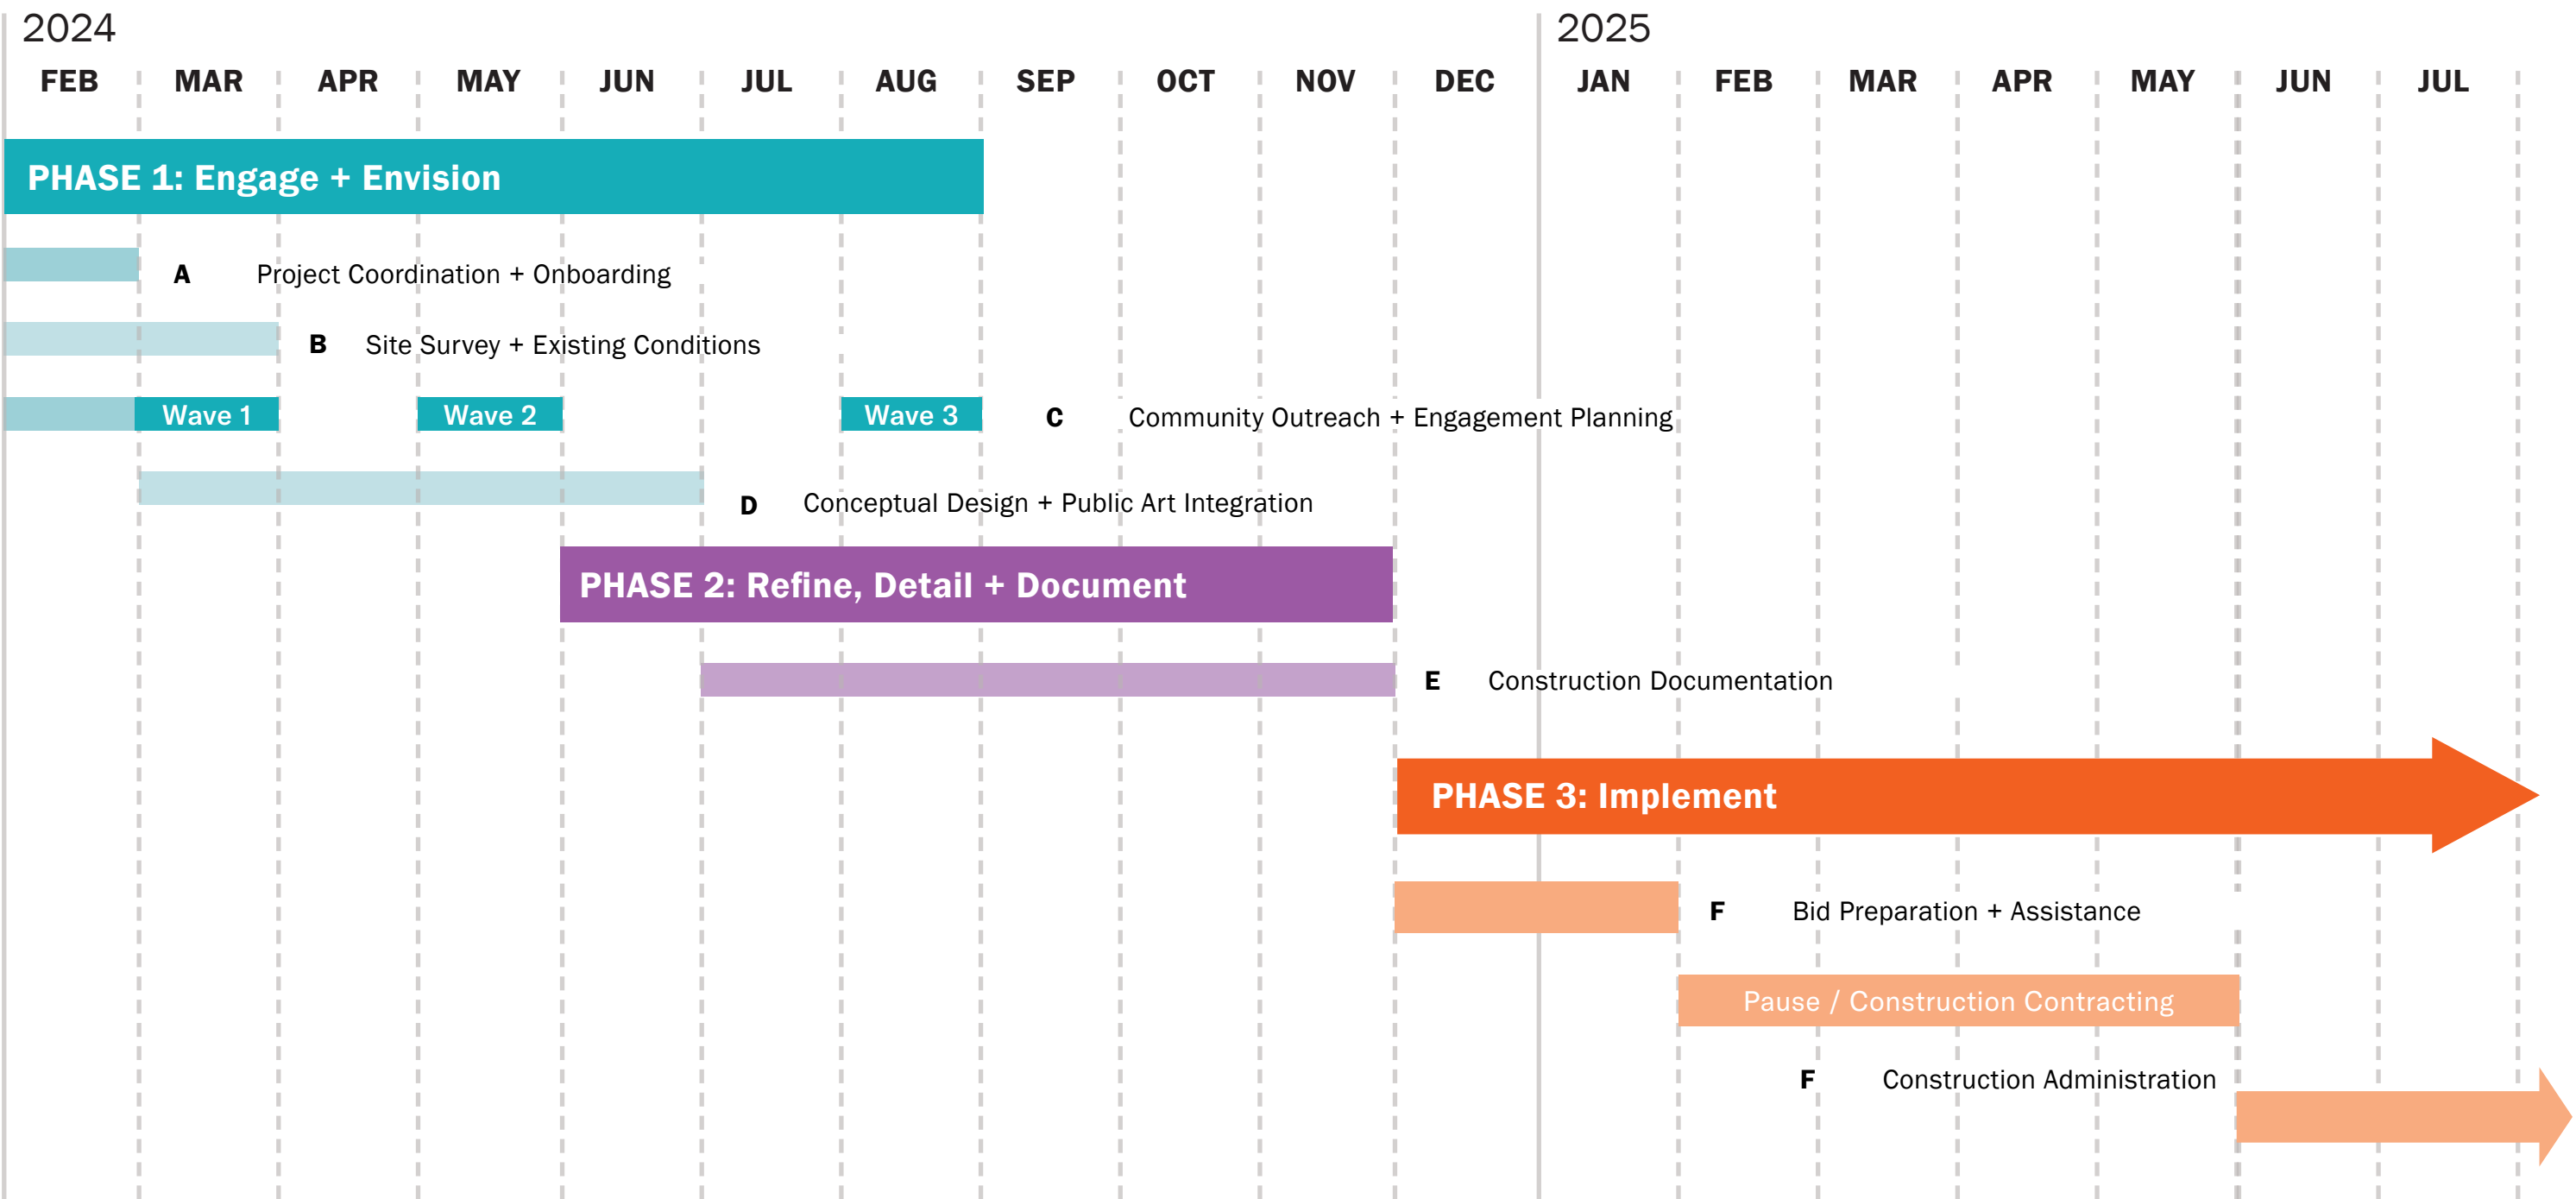 2024 2025
FEB MAR APR MAY JUN JUL AUG SEP OCT NOV DEC JAN FEB MAR APR MAY JUN JUL
PHASE 1: Engage + Envision
A Project Coordination + Onboarding
B Site Survey + Existing Conditions
Wave 1 Wave 2 Wave 3 C Community Outreach + Engagement Planning
D Conceptual Design + Public Art Integration
PHASE 2: Refine, Detail + Document
E Construction Documentation
PHASE 3: Implement
F Bid Preparation + Assistance
Pause / Construction Contracting
F Construction Administration